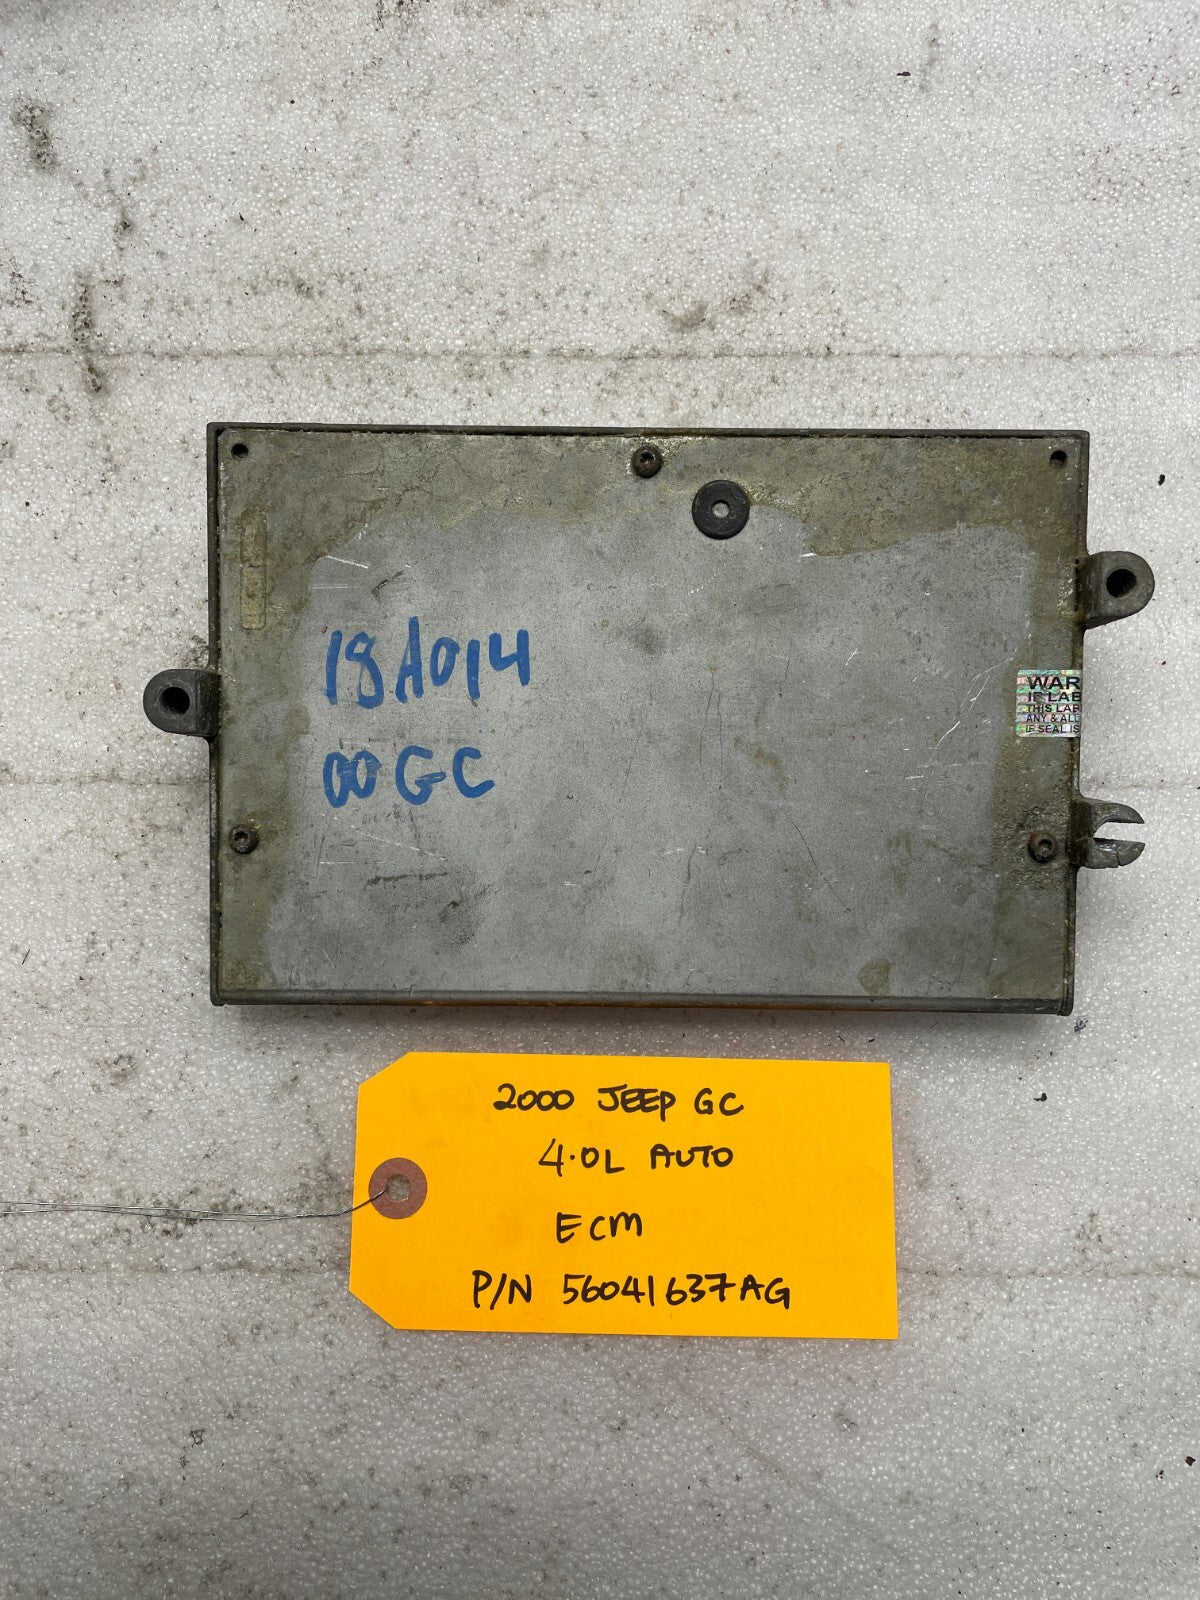 18A014
00GC
WAR
IF LAB
THIS LAB
ANY & ALL
IF SEAL IS
2000 JEEP GC
4.0L AUTO
ECM
P/N 56041637AG